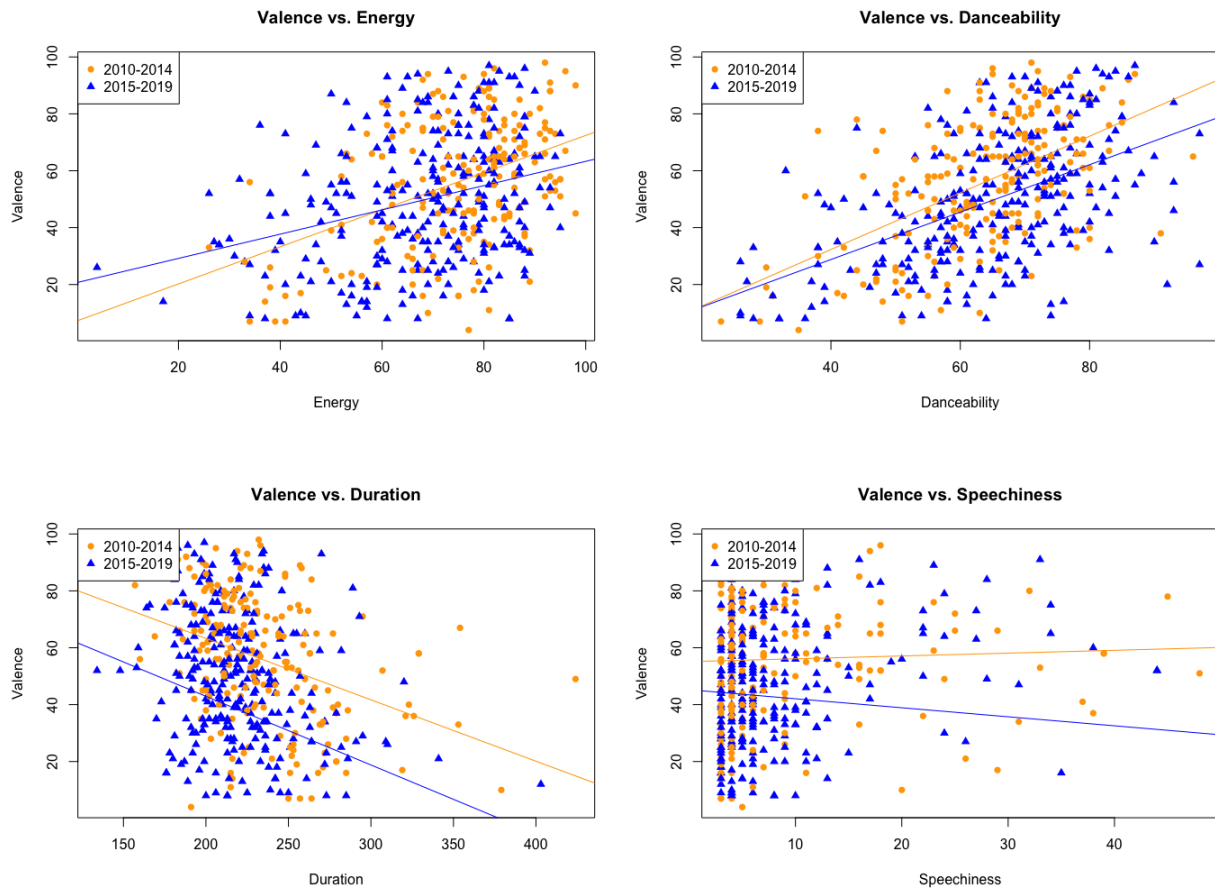 Valence vs. Energy
2010-2014
2015-2019
Valence
20 40 60 80 100
20 40 60 80 100
Energy
Valence vs. Danceability
2010-2014
2015-2019
Valence
20 40 60 80 100
40 60 80
Danceability
Valence vs. Duration
2010-2014
2015-2019
Valence
20 40 60 80 100
150 200 250 300 350 400
Duration
Valence vs. Speechiness
2010-2014
2015-2019
Valence
20 40 60 80 100
10 20 30 40
Speechiness